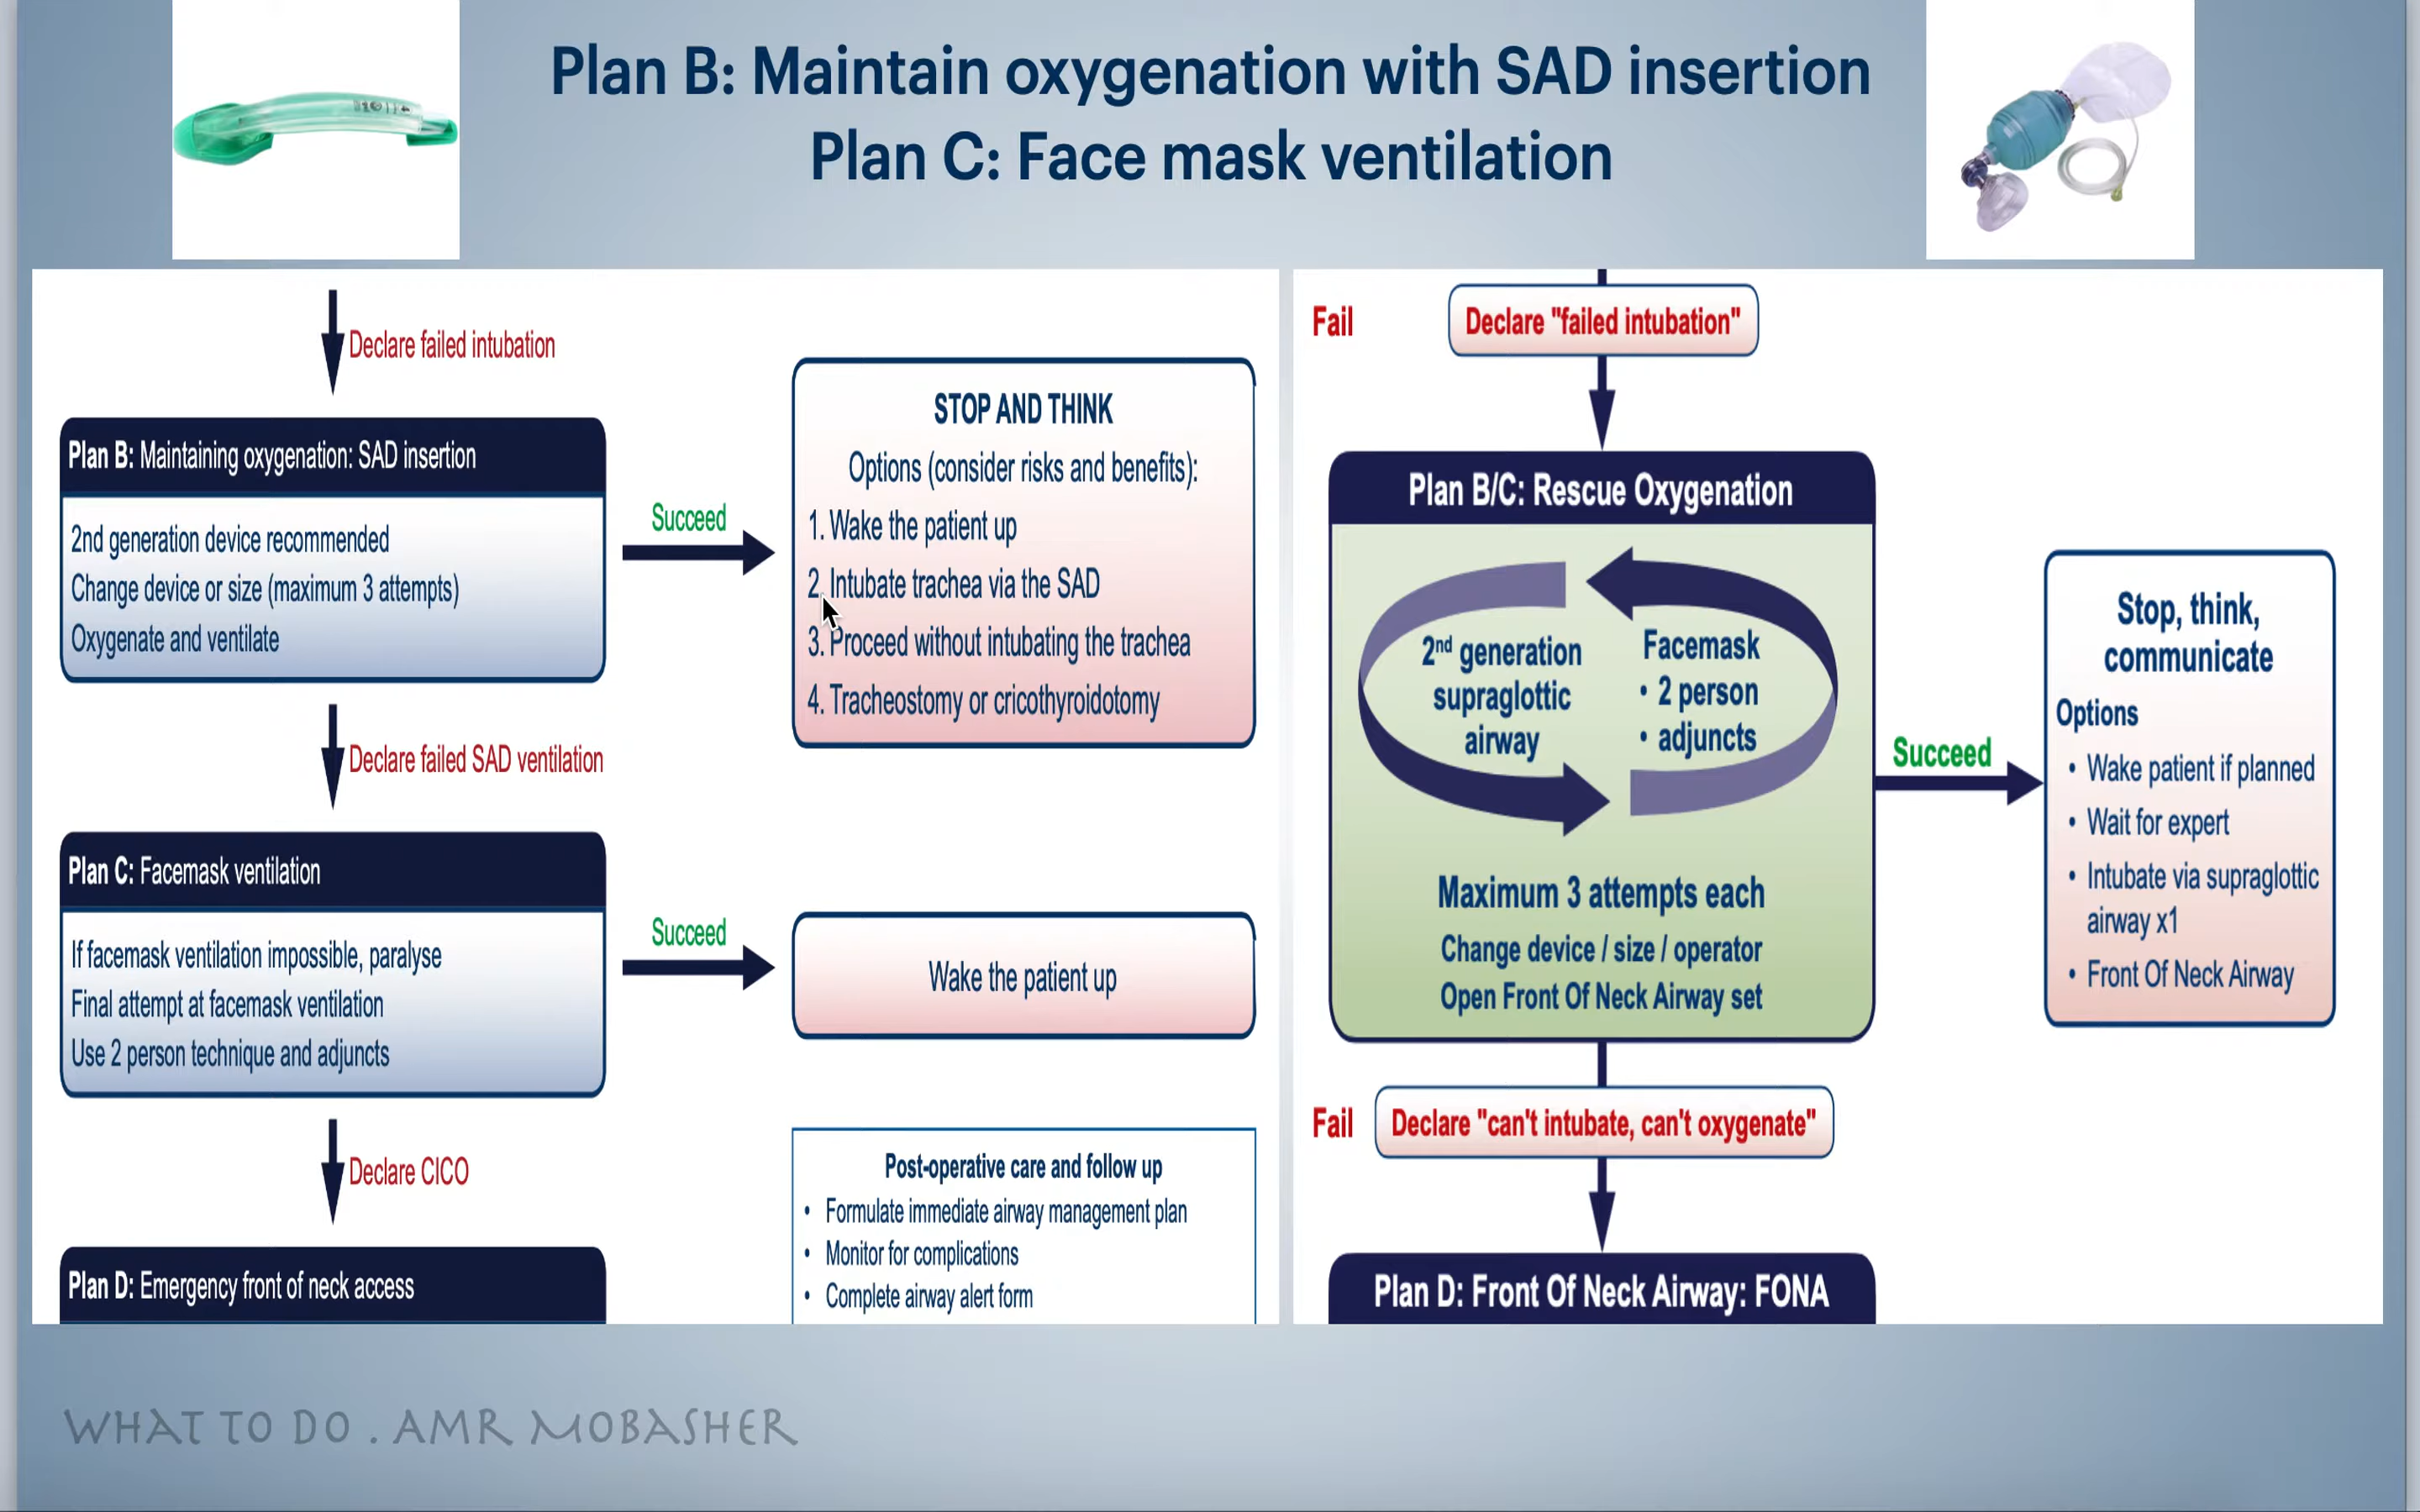 Plan B: Maintain oxygenation with SAD insertion
Plan C: Face mask ventilation
Declare failed intubation
Plan B: Maintaining oxygenation: SAD insertion
2nd generation device recommended
Change device or size (maximum 3 attempts)
Oxygenate and ventilate
Succeed
STOP AND THINK
Options (consider risks and benefits):
1. Wake the patient up
2. Intubate trachea via the SAD
3. Proceed without intubating the trachea
4. Tracheostomy or cricothyroidotomy
Declare failed SAD ventilation
Plan C: Facemask ventilation
If facemask ventilation impossible, paralyse
Final attempt at facemask ventilation
Use 2 person technique and adjuncts
Succeed
Wake the patient up
Declare CICO
Plan D: Emergency front of neck access
Post-operative care and follow up
• Formulate immediate airway management plan
• Monitor for complications
• Complete airway alert form
Fail
Declare "failed intubation"
Plan B/C: Rescue Oxygenation
2nd generation
supraglottic
airway
Facemask
• 2 person
• adjuncts
Maximum 3 attempts each
Change device / size / operator
Open Front Of Neck Airway set
Succeed
Stop, think,
communicate
Options
• Wake patient if planned
• Wait for expert
• Intubate via supraglottic
airway x1
• Front Of Neck Airway
Fail
Declare "can't intubate, can't oxygenate"
Plan D: Front Of Neck Airway: FONA
WHAT TO DO . AMR MOBASHER